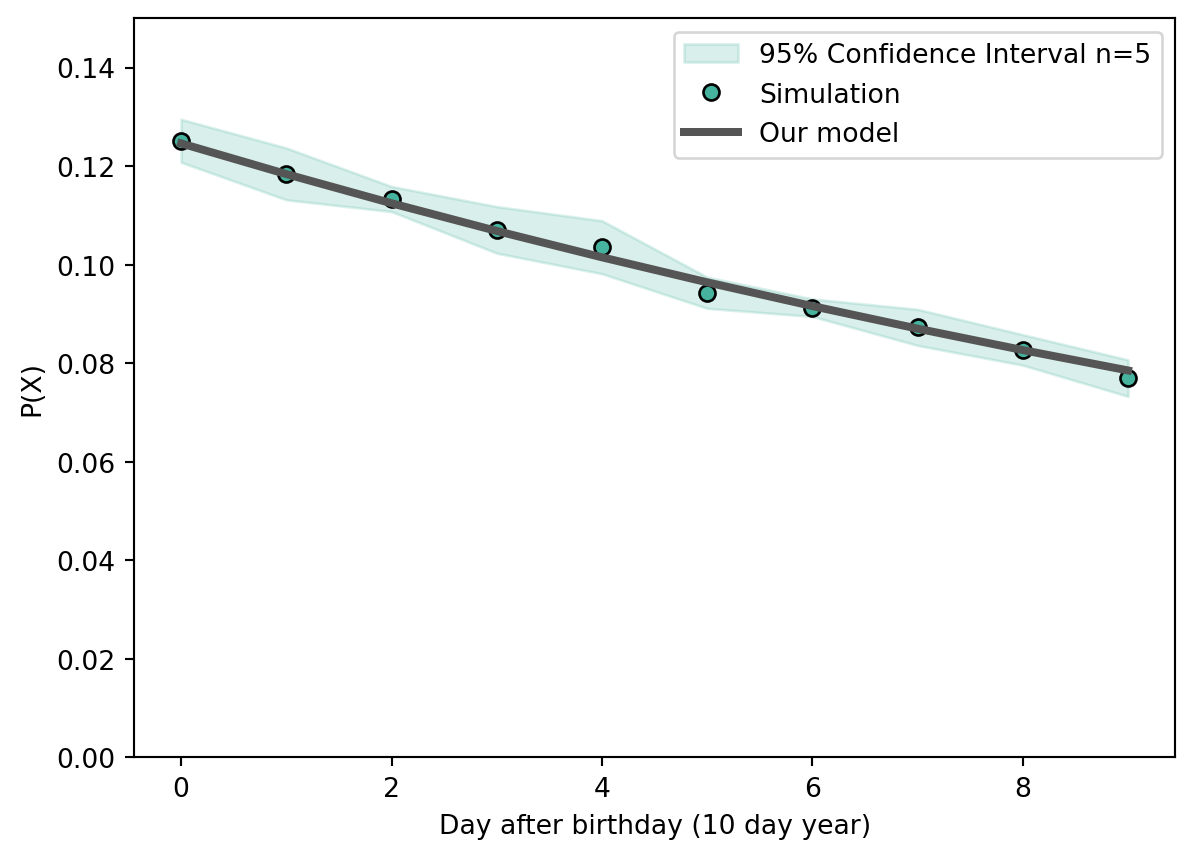 0.14
0.12
0.10
0.08
0.06
0.04
0.02
0.00
P(X)
95% Confidence Interval n=5
Simulation
Our model
0 2 4 6 8
Day after birthday (10 day year)